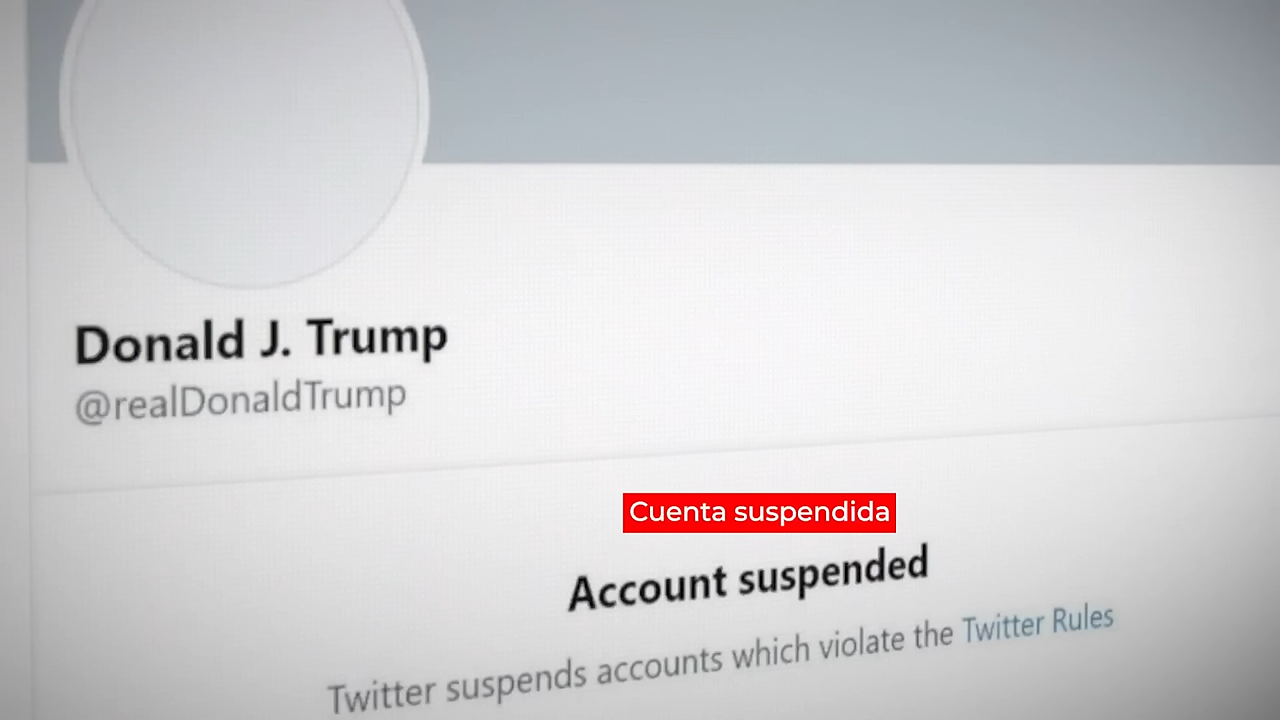 Donald J. Trump
@realDonaldTrump
Cuenta suspendida
Account suspended
Twitter suspends accounts which violate the Twitter Rules